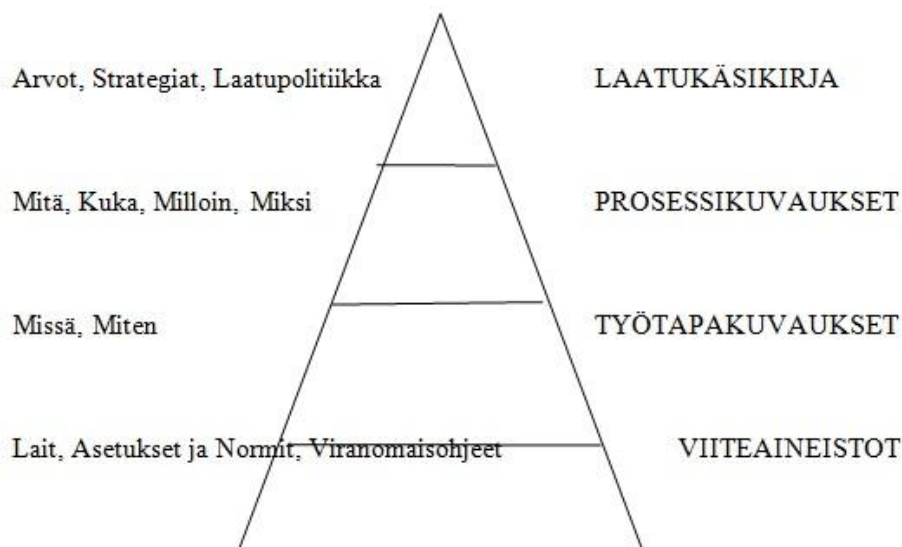 Arvot, Strategiat, Laatupolitiikka LAATUKÄSIKIRJA
Mitä, Kuka, Milloin, Miksi PROSESSIKUVAUKSET
Missä, Miten TYÖTAPAKUVAUKSET
Lait, Asetukset ja Normit, Viranomaisohjeet VIITEAINEISTOT